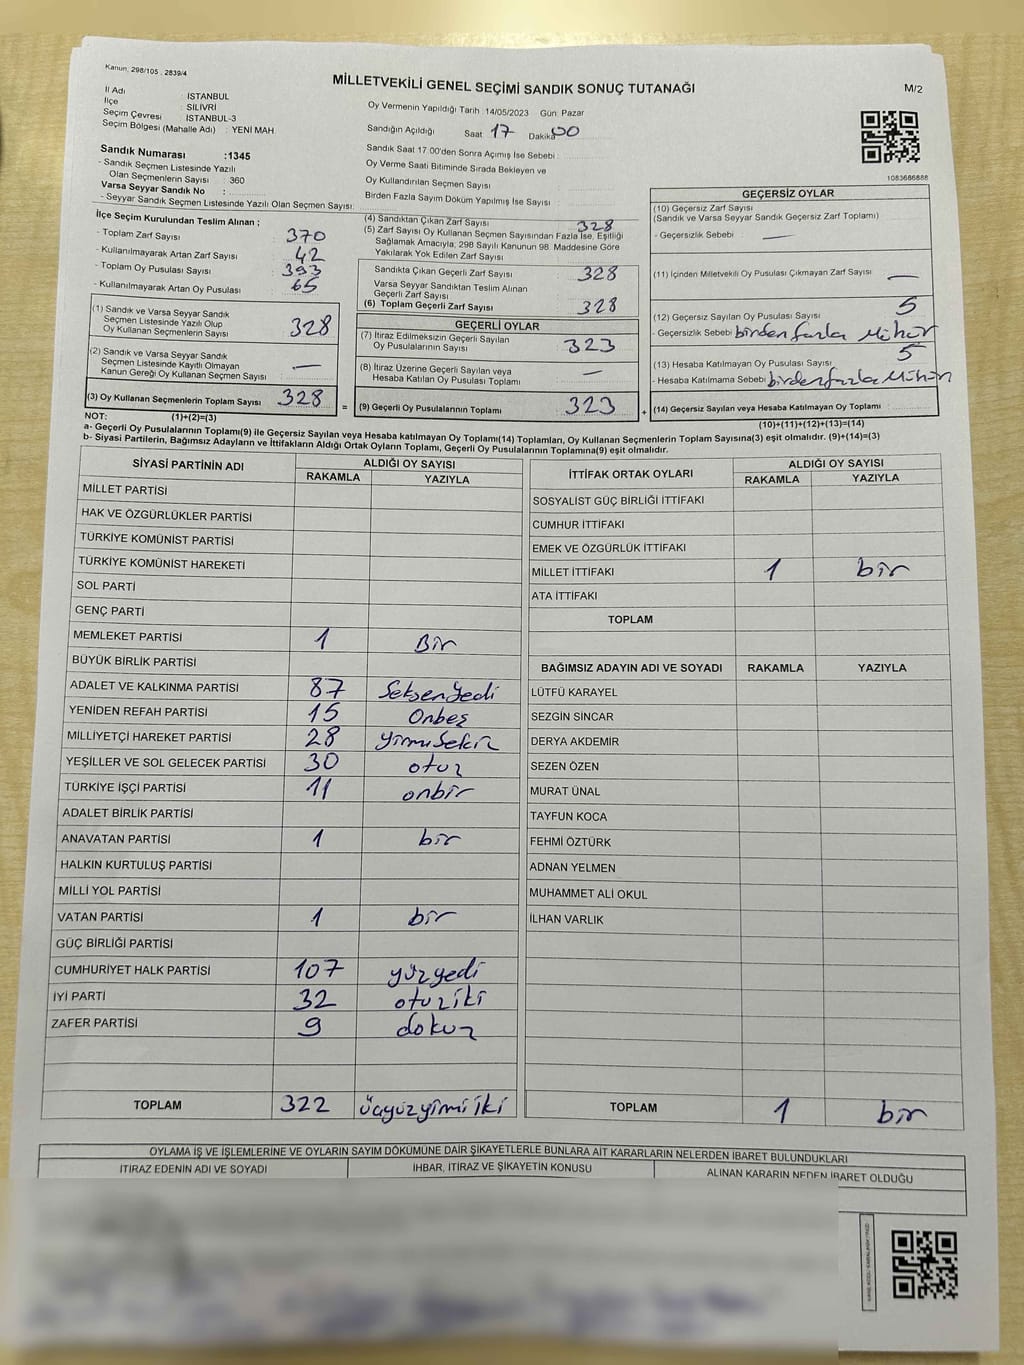 Kanun, 298/105 . 2839/4
MİLLETVEKİLİ GENEL SEÇİMİ SANDIK SONUÇ TUTANAĞI
M/2
İl Adı : İSTANBUL
İlçe : SİLİVRİ
Seçim Çevresi : İSTANBUL-3
Seçim Bölgesi (Mahalle Adı) : YENİ MAH.
Sandık Numarası :1345
- Sandık Seçmen Listesinde Yazılı
Olan Seçmenlerin Sayısı : 360
Varsa Seyyar Sandık No :
- Seyyar Sandık Seçmen Listesinde Yazılı Olan Seçmen Sayısı:
Oy Vermenin Yapıldığı Tarih : 14/05/2023 Gün: Pazar
Sandığın Açıldığı Saat 17 Dakika 00
Sandık Saat 17.00'den Sonra Açılmış İse Sebebi :
Oy Verme Saati Bitiminde Sırada Bekleyen ve
Oy Kullandırılan Seçmen Sayısı :
Birden Fazla Sayım Döküm Yapılmış İse Sayısı :
1083686888
İlçe Seçim Kurulundan Teslim Alınan ;
- Toplam Zarf Sayısı : 370
- Kullanılmayarak Artan Zarf Sayısı : 42
- Toplam Oy Pusulası Sayısı : 393
- Kullanılmayarak Artan Oy Pusulası : 65
(1) Sandık ve Varsa Seyyar Sandık
Seçmen Listesinde Yazılı Olup
Oy Kullanan Seçmenlerin Sayısı : 328
(2) Sandık ve Varsa Seyyar Sandık
Seçmen Listesinde Kayıtlı Olmayan
Kanun Gereği Oy Kullanan Seçmen Sayısı : —
(3) Oy Kullanan Seçmenlerin Toplam Sayısı : 328 =
(4) Sandıktan Çıkan Zarf Sayısı : 328
(5) Zarf Sayısı Oy Kullanan Seçmen Sayısından Fazla İse, Eşitliği
Sağlamak Amacıyla; 298 Sayılı Kanunun 98. Maddesine Göre
Yakılarak Yok Edilen Zarf Sayısı :
Sandıkta Çıkan Geçerli Zarf Sayısı : 328
Varsa Seyyar Sandıktan Teslim Alınan
Geçerli Zarf Sayısı :
(6) Toplam Geçerli Zarf Sayısı : 328
GEÇERLİ OYLAR
(7) İtiraz Edilmeksizin Geçerli Sayılan
Oy Pusulalarının Sayısı : 323
(8) İtiraz Üzerine Geçerli Sayılan veya
Hesaba Katılan Oy Pusulası Toplamı : —
(9) Geçerli Oy Pusulalarının Toplamı : 323 +
GEÇERSİZ OYLAR
(10) Geçersiz Zarf Sayısı
(Sandık ve Varsa Seyyar Sandık Geçersiz Zarf Toplamı)
- Geçersizlik Sebebi : —
(11) İçinden Milletvekili Oy Pusulası Çıkmayan Zarf Sayısı : —
(12) Geçersiz Sayılan Oy Pusulası Sayısı : 5
- Geçersizlik Sebebi : birden fazla Mühür
(13) Hesaba Katılmayan Oy Pusulası Sayısı : 5
- Hesaba Katılmama Sebebi : birden fazla Mühür
(14) Geçersiz Sayılan veya Hesaba Katılmayan Oy Toplamı :
NOT: (1)+(2)=(3)
(10)+(11)+(12)+(13)=(14)
a- Geçerli Oy Pusulalarının Toplamı(9) ile Geçersiz Sayılan veya Hesaba katılmayan Oy Toplamı(14) Toplamları, Oy Kullanan Seçmenlerin Toplam Sayısına(3) eşit olmalıdır. (9)+(14)=(3)
b- Siyasi Partilerin, Bağımsız Adayların ve İttifakların Aldığı Ortak Oyların Toplamı, Geçerli Oy Pusulalarının Toplamına(9) eşit olmalıdır.
SİYASİ PARTİNİN ADI ALDIĞI OY SAYISI
RAKAMLA YAZIYLA
MİLLET PARTİSİ
HAK VE ÖZGÜRLÜKLER PARTİSİ
TÜRKİYE KOMÜNİST PARTİSİ
TÜRKİYE KOMÜNİST HAREKETİ
SOL PARTİ
GENÇ PARTİ
MEMLEKET PARTİSİ 1 Bir
BÜYÜK BİRLİK PARTİSİ
ADALET VE KALKINMA PARTİSİ 87 Seksenyedi
YENİDEN REFAH PARTİSİ 15 Onbeş
MİLLİYETÇİ HAREKET PARTİSİ 28 yirmiSekiz
YEŞİLLER VE SOL GELECEK PARTİSİ 30 otuz
TÜRKİYE İŞÇİ PARTİSİ 11 onbir
ADALET BİRLİK PARTİSİ
ANAVATAN PARTİSİ 1 bir
HALKIN KURTULUŞ PARTİSİ
MİLLİ YOL PARTİSİ
VATAN PARTİSİ 1 bir
GÜÇ BİRLİĞİ PARTİSİ
CUMHURİYET HALK PARTİSİ 107 yüzyedi
İYİ PARTİ 32 otuziki
ZAFER PARTİSİ 9 dokuz
TOPLAM 322 üçyüzyirmi iki
İTTİFAK ORTAK OYLARI ALDIĞI OY SAYISI
RAKAMLA YAZIYLA
SOSYALİST GÜÇ BİRLİĞİ İTTİFAKI
CUMHUR İTTİFAKI
EMEK VE ÖZGÜRLÜK İTTİFAKI
MİLLET İTTİFAKI 1 bir
ATA İTTİFAKI
TOPLAM
BAĞIMSIZ ADAYIN ADI VE SOYADI RAKAMLA YAZIYLA
LÜTFÜ KARAYEL
SEZGİN SİNCAR
DERYA AKDEMİR
SEZEN ÖZEN
MURAT ÜNAL
TAYFUN KOCA
FEHMİ ÖZTÜRK
ADNAN YELMEN
MUHAMMET ALİ OKUL
İLHAN VARLIK
TOPLAM 1 bir
OYLAMA İŞ VE İŞLEMLERİNE VE OYLARIN SAYIM DÖKÜMÜNE DAİR ŞİKAYETLERLE BUNLARA AİT KARARLARIN NELERDEN İBARET BULUNDUKLARI
İTİRAZ EDENİN ADI VE SOYADI İHBAR, İTİRAZ VE ŞİKAYETİN KONUSU ALINAN KARARIN NEDEN İBARET OLDUĞU